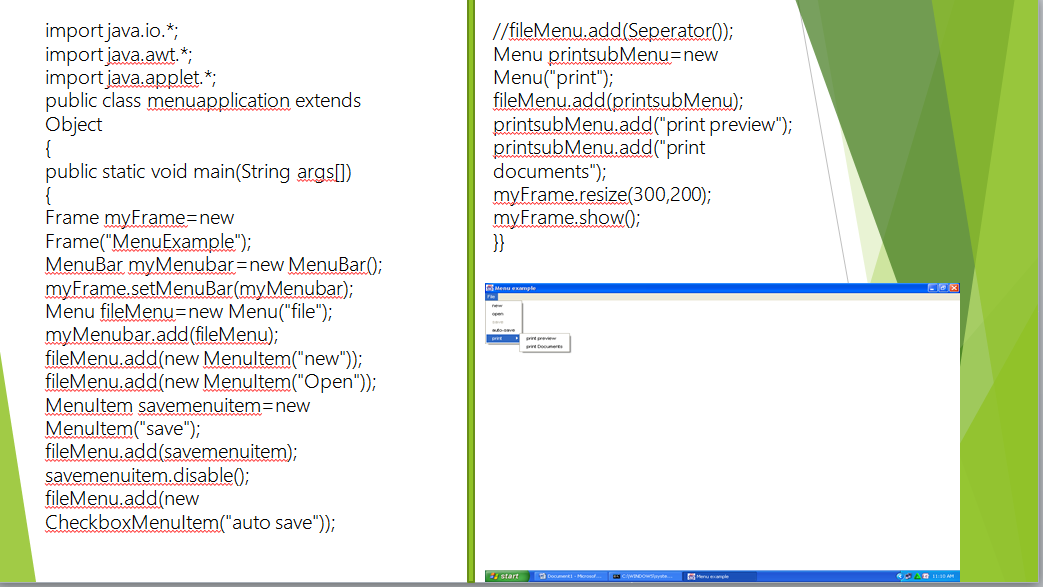 import java.io.*;
import java.awt.*;
import java.applet.*;
public class menuapplication extends
Object
{
public static void main(String args[])
{
Frame myFrame=new
Frame("MenuExample");
MenuBar myMenubar=new MenuBar();
myFrame.setMenuBar(myMenubar);
Menu fileMenu=new Menu("file");
myMenubar.add(fileMenu);
fileMenu.add(new MenuItem("new"));
fileMenu.add(new MenuItem("Open"));
MenuItem savemenuitem=new
MenuItem("save");
fileMenu.add(savemenuitem);
savemenuitem.disable();
fileMenu.add(new
CheckboxMenuItem("auto save"));
//fileMenu.add(Seperator());
Menu printsubMenu=new
Menu("print");
fileMenu.add(printsubMenu);
printsubMenu.add("print preview");
printsubMenu.add("print
documents");
myFrame.resize(300,200);
myFrame.show();
}}
Menu example
File
new
open
save
auto-save
print
print preview
print Documents
start
Document1 - Microsof...
C:\WINDOWS\syste...
Menu example
11:10 AM